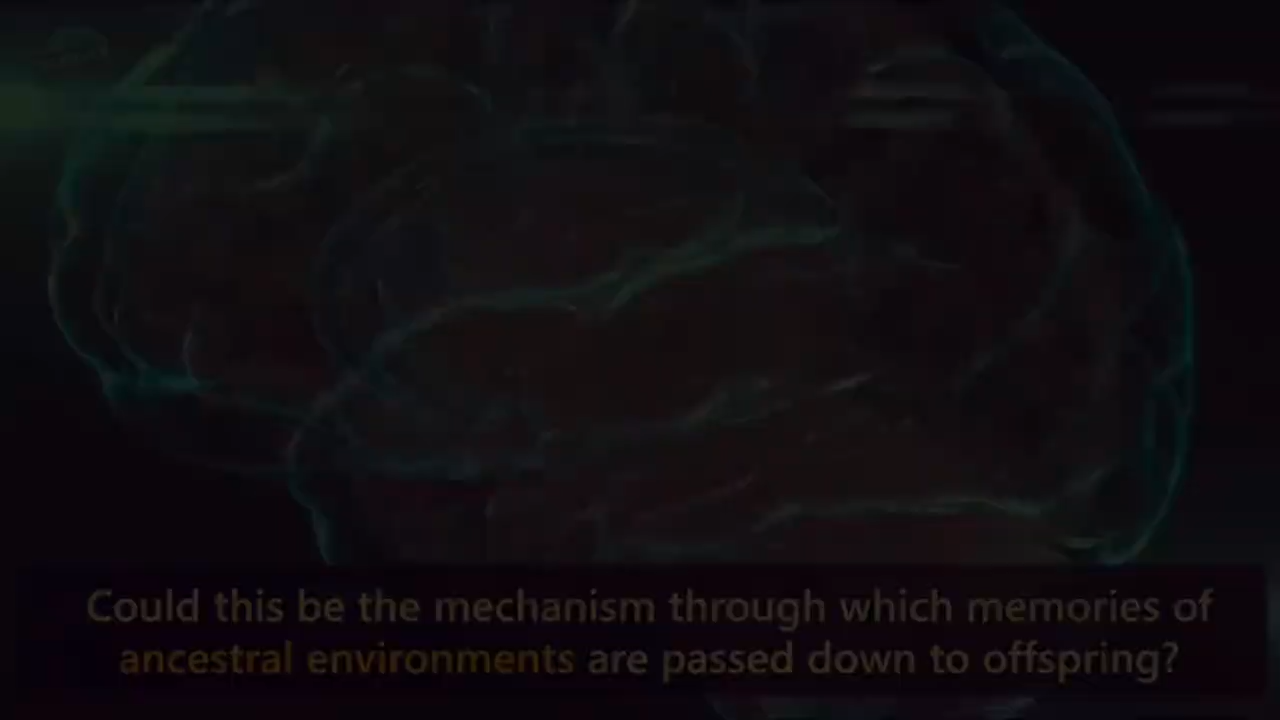 Could this be the mechanism through which memories of
ancestral environments are passed down to offspring?